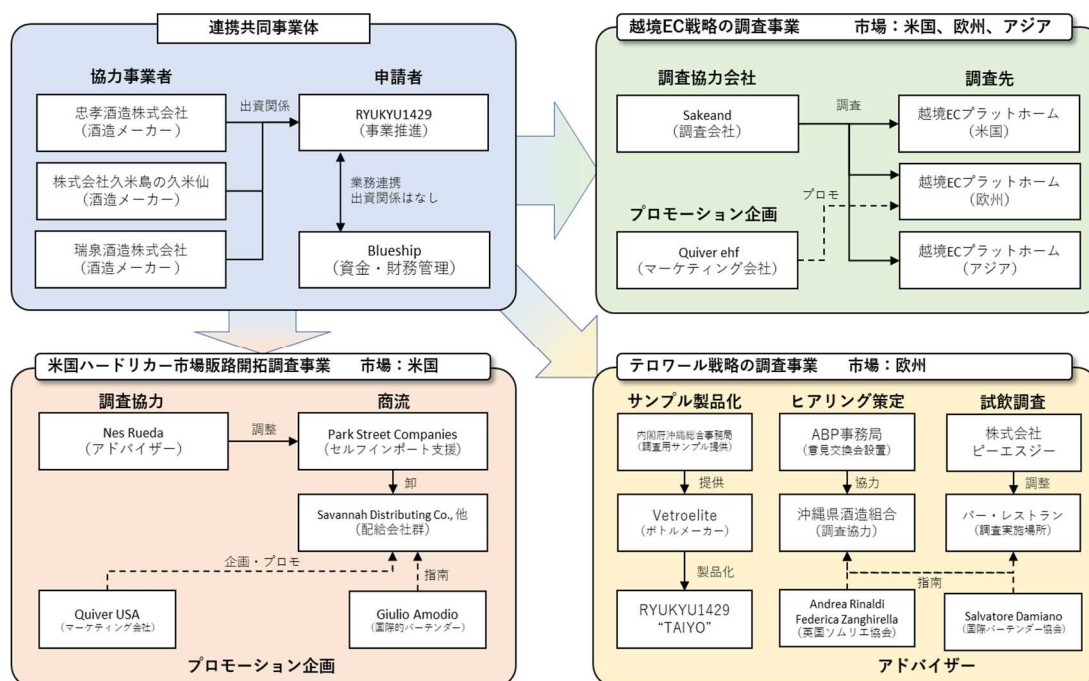 連携共同事業体
協力事業者
申請者
忠孝酒造株式会社
（酒造メーカー）
出資関係
RYUKYU1429
（事業推進）
株式会社久米島の久米仙
（酒造メーカー）
業務連携
出資関係はなし
瑞泉酒造株式会社
（酒造メーカー）
Blueship
（資金・財務管理）
越境EC戦略の調査事業　　市場：米国、欧州、アジア
調査協力会社
調査先
Sakeand
（調査会社）
調査
越境ECプラットホーム
（米国）
越境ECプラットホーム
（欧州）
プロモ
プロモーション企画
Quiver ehf
（マーケティング会社）
越境ECプラットホーム
（アジア）
米国ハードリカー市場販路開拓調査事業　市場：米国
調査協力
商流
Nes Rueda
（アドバイザー）
調整
Park Street Companies
（セルフインポート支援）
卸
Savannah Distributing Co., 他
（配給会社群）
企画・プロモ
指南
Quiver USA
（マーケティング会社）
Giulio Amodio
（国際的バーテンダー）
プロモーション企画
テロワール戦略の調査事業　　市場：欧州
サンプル製品化
ヒアリング策定
試飲調査
内閣府沖縄総合事務局
（調査用サンプル提供）
ABP事務局
（意見交換会設置）
株式会社
ピーエスジー
提供
協力
調整
Vetroelite
（ボトルメーカー）
沖縄県酒造組合
（調査協力）
バー・レストラン
（調査実施場所）
製品化
指南
RYUKYU1429
“TAIYO”
Andrea Rinaldi
Federica Zanghirella
（英国ソムリエ協会）
Salvatore Damiano
（国際バーテンダー協会）
アドバイザー